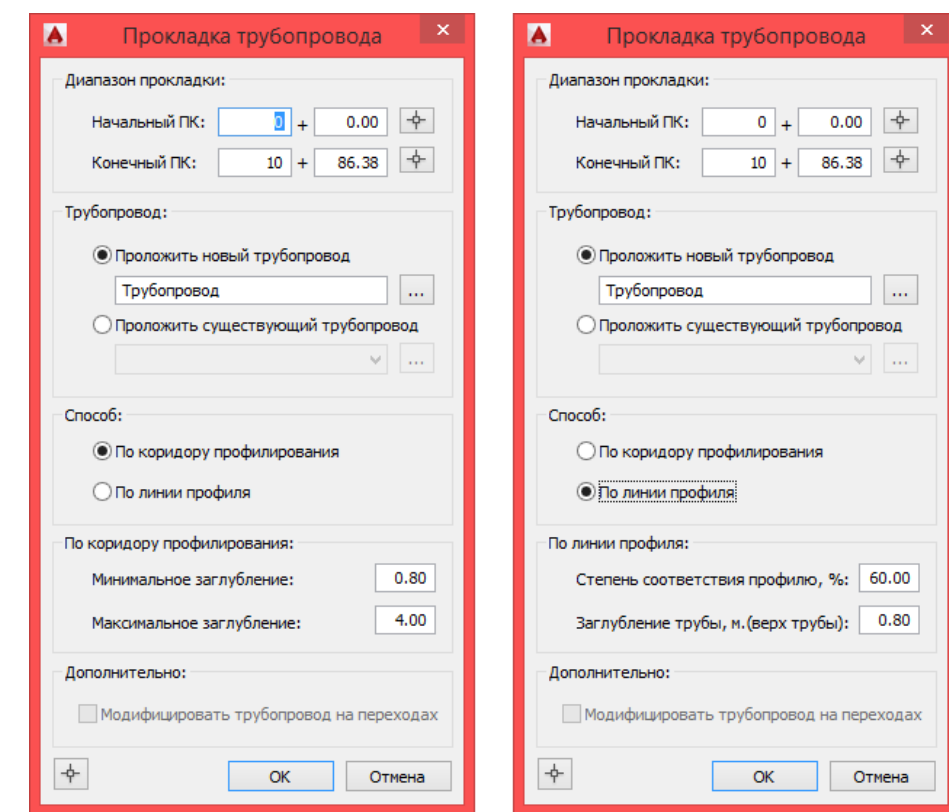 Прокладка трубопровода
Диапазон прокладки:
Начальный ПК: 0 + 0.00
Конечный ПК: 10 + 86.38
Трубопровод:
Проложить новый трубопровод
Трубопровод ...
Проложить существующий трубопровод
...
Способ:
По коридору профилирования
По линии профиля
По коридору профилирования:
Минимальное заглубление: 0.80
Максимальное заглубление: 4.00
Дополнительно:
Модифицировать трубопровод на переходах
OK Отмена
Прокладка трубопровода
Диапазон прокладки:
Начальный ПК: 0 + 0.00
Конечный ПК: 10 + 86.38
Трубопровод:
Проложить новый трубопровод
Трубопровод ...
Проложить существующий трубопровод
...
Способ:
По коридору профилирования
По линии профиля
По линии профиля:
Степень соответствия профилю, %: 60.00
Заглубление трубы, м.(верх трубы): 0.80
Дополнительно:
Модифицировать трубопровод на переходах
OK Отмена